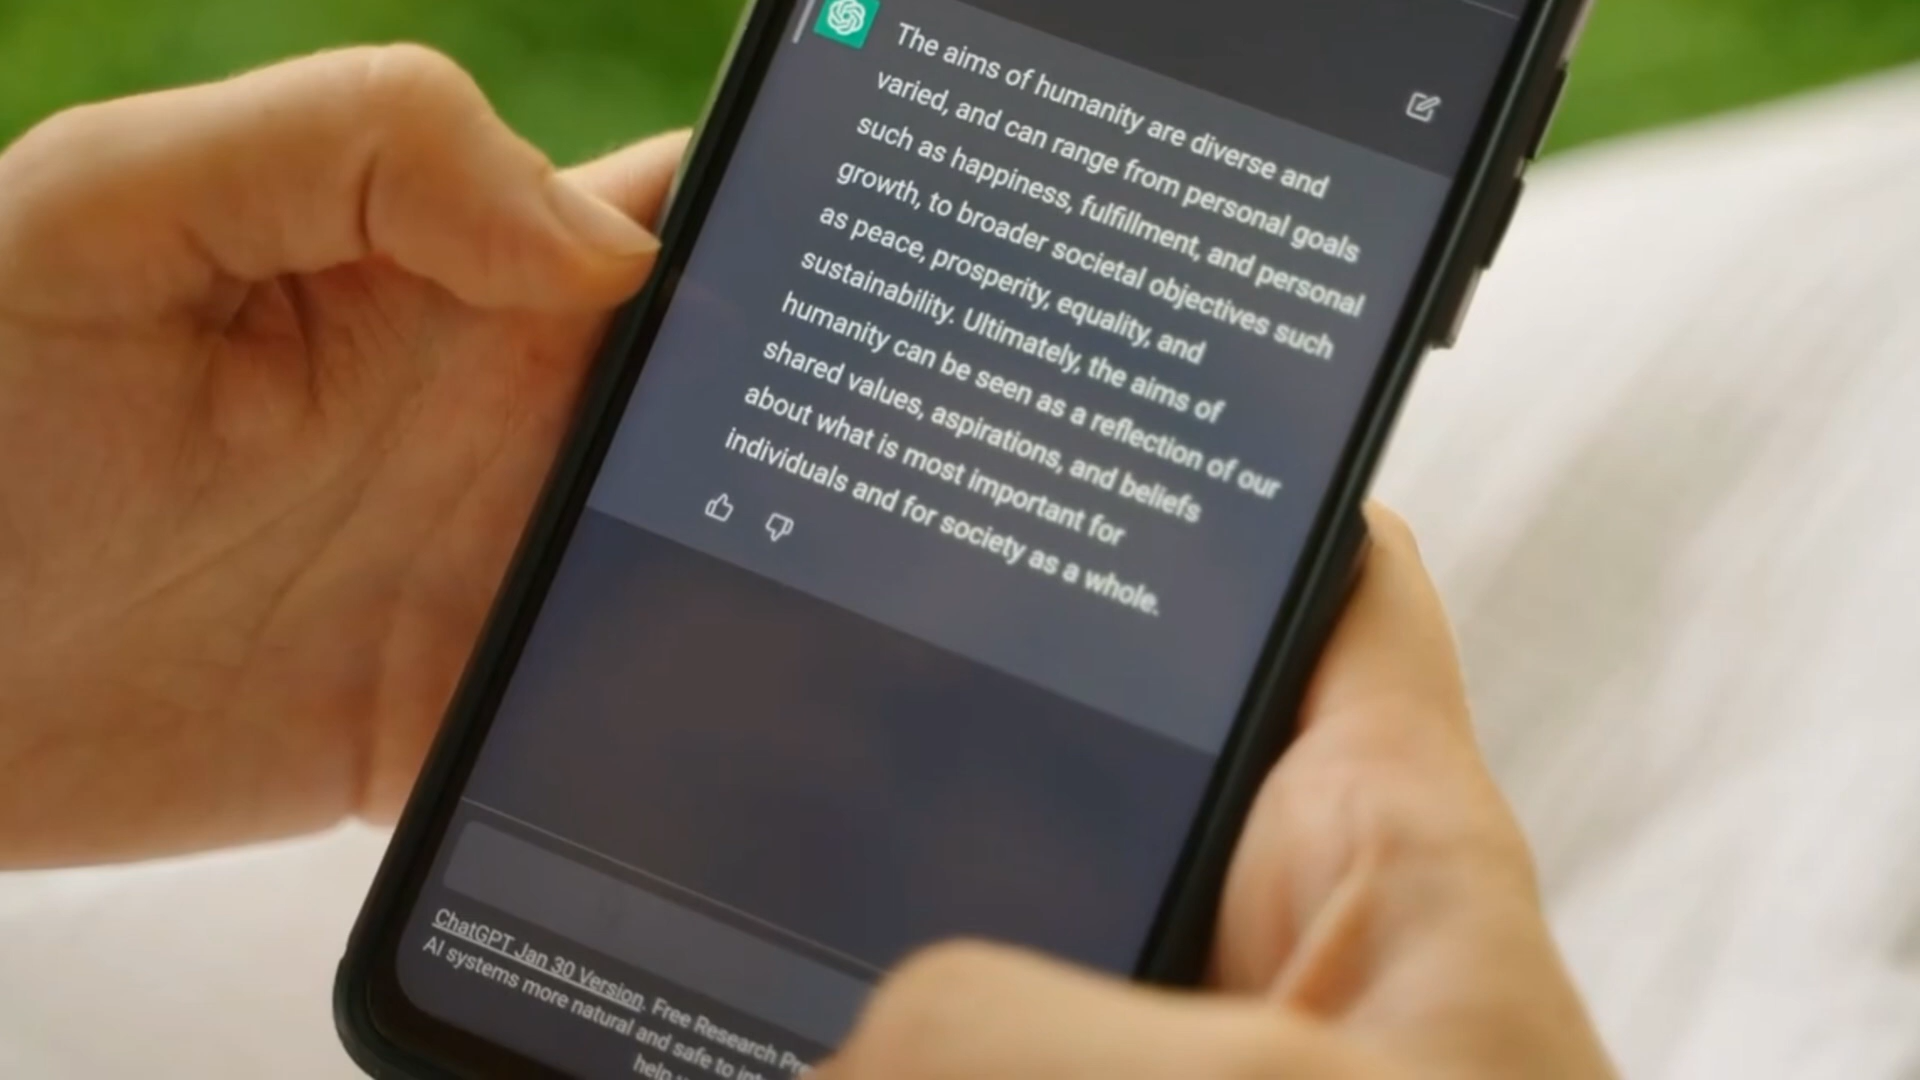 The aims of humanity are diverse and
varied, and can range from personal goals
such as happiness, fulfillment, and personal
growth, to broader societal objectives such
as peace, prosperity, equality, and
sustainability. Ultimately, the aims of
humanity can be seen as a reflection of our
shared values, aspirations, and beliefs
about what is most important for
individuals and for society as a whole.
ChatGPT Jan 30 Version. Free Research
AI systems more natural and safe to
help